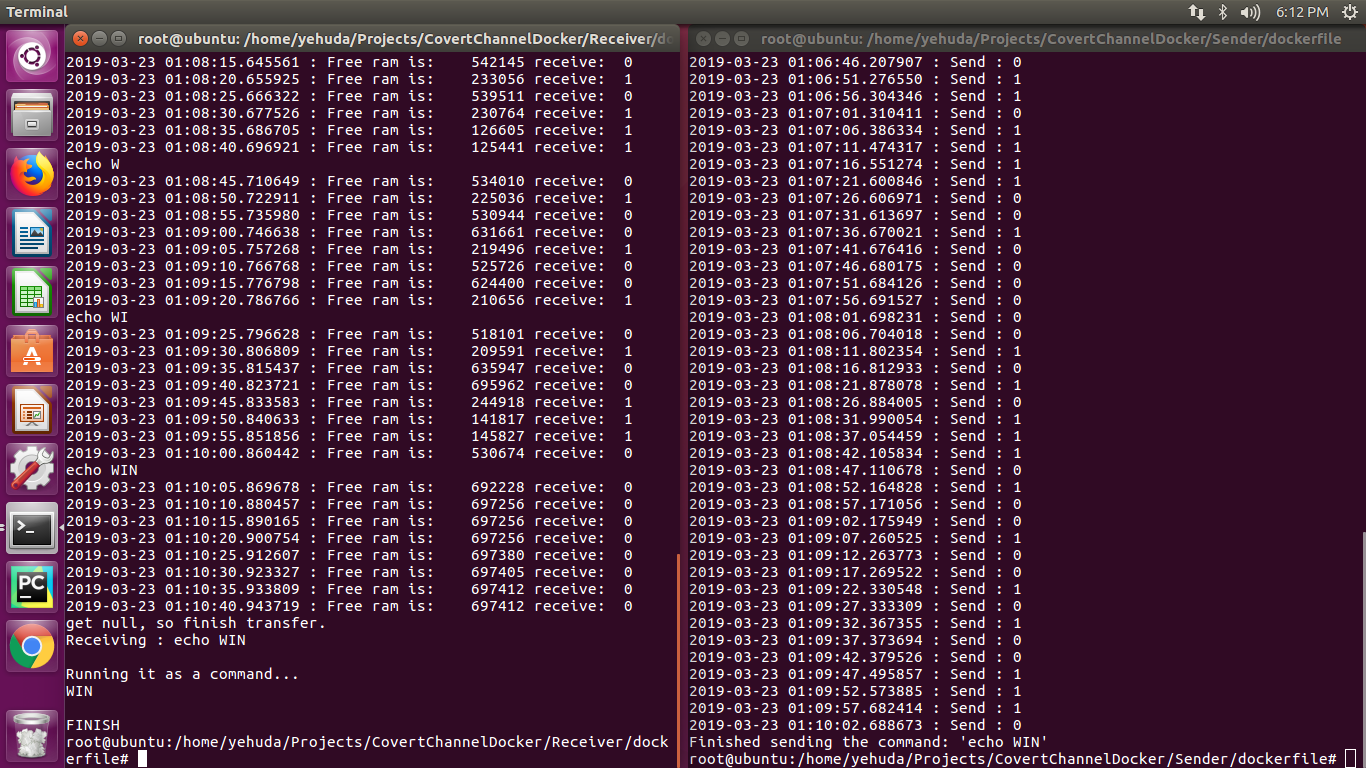 Terminal
6:12 PM
root@ubuntu: /home/yehuda/Projects/CovertChannelDocker/Receiver/do
2019-03-23 01:08:15.645561 : Free ram is: 542145 receive: 0
2019-03-23 01:08:20.655925 : Free ram is: 233056 receive: 1
2019-03-23 01:08:25.666322 : Free ram is: 539511 receive: 0
2019-03-23 01:08:30.677526 : Free ram is: 230764 receive: 1
2019-03-23 01:08:35.686705 : Free ram is: 126605 receive: 1
2019-03-23 01:08:40.696921 : Free ram is: 125441 receive: 1
echo W
2019-03-23 01:08:45.710649 : Free ram is: 534010 receive: 0
2019-03-23 01:08:50.722911 : Free ram is: 225036 receive: 1
2019-03-23 01:08:55.735980 : Free ram is: 530944 receive: 0
2019-03-23 01:09:00.746638 : Free ram is: 631661 receive: 0
2019-03-23 01:09:05.757268 : Free ram is: 219496 receive: 1
2019-03-23 01:09:10.766768 : Free ram is: 525726 receive: 0
2019-03-23 01:09:15.776798 : Free ram is: 624400 receive: 0
2019-03-23 01:09:20.786766 : Free ram is: 210656 receive: 1
echo WI
2019-03-23 01:09:25.796628 : Free ram is: 518101 receive: 0
2019-03-23 01:09:30.806809 : Free ram is: 209591 receive: 1
2019-03-23 01:09:35.815437 : Free ram is: 635947 receive: 0
2019-03-23 01:09:40.823721 : Free ram is: 695962 receive: 0
2019-03-23 01:09:45.833583 : Free ram is: 244918 receive: 1
2019-03-23 01:09:50.840633 : Free ram is: 141817 receive: 1
2019-03-23 01:09:55.851856 : Free ram is: 145827 receive: 1
2019-03-23 01:10:00.860442 : Free ram is: 530674 receive: 0
echo WIN
2019-03-23 01:10:05.869678 : Free ram is: 692228 receive: 0
2019-03-23 01:10:10.880457 : Free ram is: 697256 receive: 0
2019-03-23 01:10:15.890165 : Free ram is: 697256 receive: 0
2019-03-23 01:10:20.900754 : Free ram is: 697256 receive: 0
2019-03-23 01:10:25.912607 : Free ram is: 697380 receive: 0
2019-03-23 01:10:30.923327 : Free ram is: 697405 receive: 0
2019-03-23 01:10:35.933809 : Free ram is: 697412 receive: 0
2019-03-23 01:10:40.943719 : Free ram is: 697412 receive: 0
get null, so finish transfer.
Receiving : echo WIN
Running it as a command...
WIN
FINISH
root@ubuntu:/home/yehuda/Projects/CovertChannelDocker/Receiver/dock
erfile#
root@ubuntu: /home/yehuda/Projects/CovertChannelDocker/Sender/dockerfile
2019-03-23 01:06:46.207907 : Send : 0
2019-03-23 01:06:51.276550 : Send : 1
2019-03-23 01:06:56.304346 : Send : 1
2019-03-23 01:07:01.310411 : Send : 0
2019-03-23 01:07:06.386334 : Send : 1
2019-03-23 01:07:11.474317 : Send : 1
2019-03-23 01:07:16.551274 : Send : 1
2019-03-23 01:07:21.600846 : Send : 1
2019-03-23 01:07:26.606971 : Send : 0
2019-03-23 01:07:31.613697 : Send : 0
2019-03-23 01:07:36.670021 : Send : 1
2019-03-23 01:07:41.676416 : Send : 0
2019-03-23 01:07:46.680175 : Send : 0
2019-03-23 01:07:51.684126 : Send : 0
2019-03-23 01:07:56.691527 : Send : 0
2019-03-23 01:08:01.698231 : Send : 0
2019-03-23 01:08:06.704018 : Send : 0
2019-03-23 01:08:11.802354 : Send : 1
2019-03-23 01:08:16.812933 : Send : 0
2019-03-23 01:08:21.878078 : Send : 1
2019-03-23 01:08:26.884005 : Send : 0
2019-03-23 01:08:31.990054 : Send : 1
2019-03-23 01:08:37.054459 : Send : 1
2019-03-23 01:08:42.105834 : Send : 1
2019-03-23 01:08:47.110678 : Send : 0
2019-03-23 01:08:52.164828 : Send : 1
2019-03-23 01:08:57.171056 : Send : 0
2019-03-23 01:09:02.175949 : Send : 0
2019-03-23 01:09:07.260525 : Send : 1
2019-03-23 01:09:12.263773 : Send : 0
2019-03-23 01:09:17.269522 : Send : 0
2019-03-23 01:09:22.330548 : Send : 1
2019-03-23 01:09:27.333309 : Send : 0
2019-03-23 01:09:32.367355 : Send : 1
2019-03-23 01:09:37.373694 : Send : 0
2019-03-23 01:09:42.379526 : Send : 0
2019-03-23 01:09:47.495857 : Send : 1
2019-03-23 01:09:52.573885 : Send : 1
2019-03-23 01:09:57.682414 : Send : 1
2019-03-23 01:10:02.688673 : Send : 0
Finished sending the command: 'echo WIN'
root@ubuntu:/home/yehuda/Projects/CovertChannelDocker/Sender/dockerfile#
PC